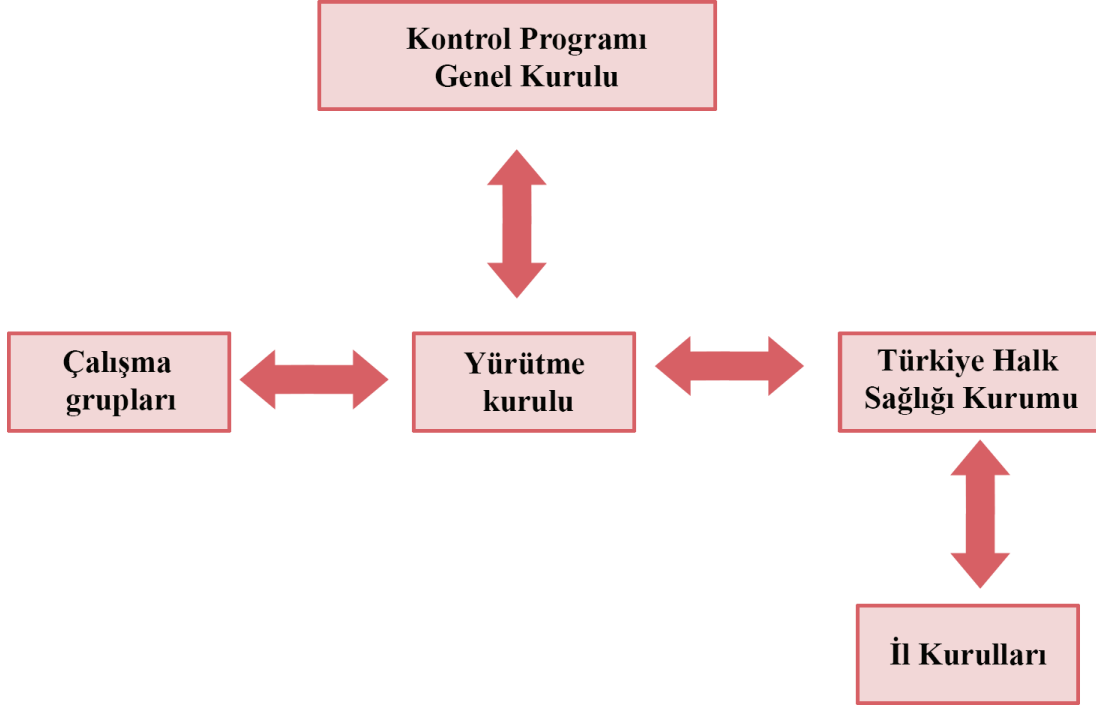 Kontrol Programı
Genel Kurulu
Çalışma
grupları
Yürütme
kurulu
Türkiye Halk
Sağlığı Kurumu
İl Kurulları